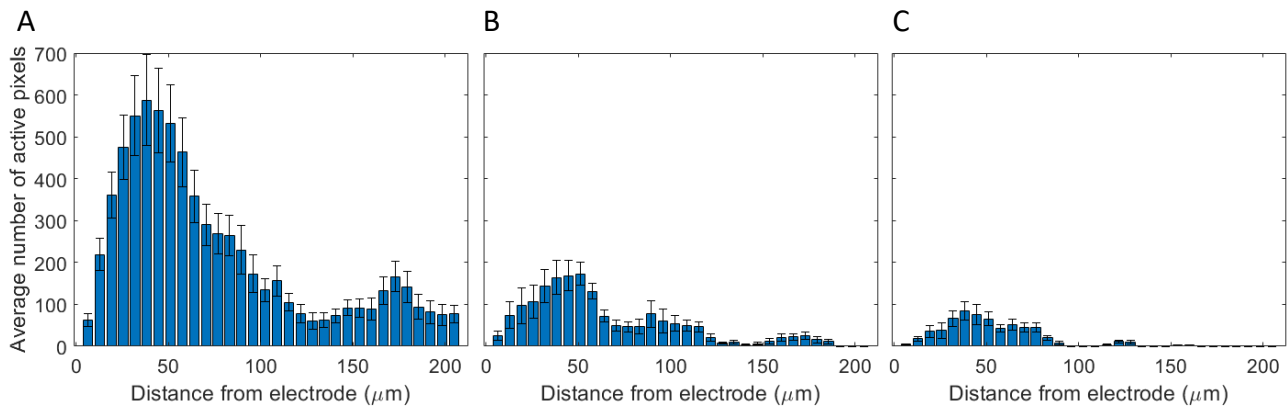 A B C
Average number of active pixels
700
600
500
400
300
200
100
0
0 50 100 150 200
0 50 100 150 200
0 50 100 150 200
Distance from electrode (μm)
Distance from electrode (μm)
Distance from electrode (μm)